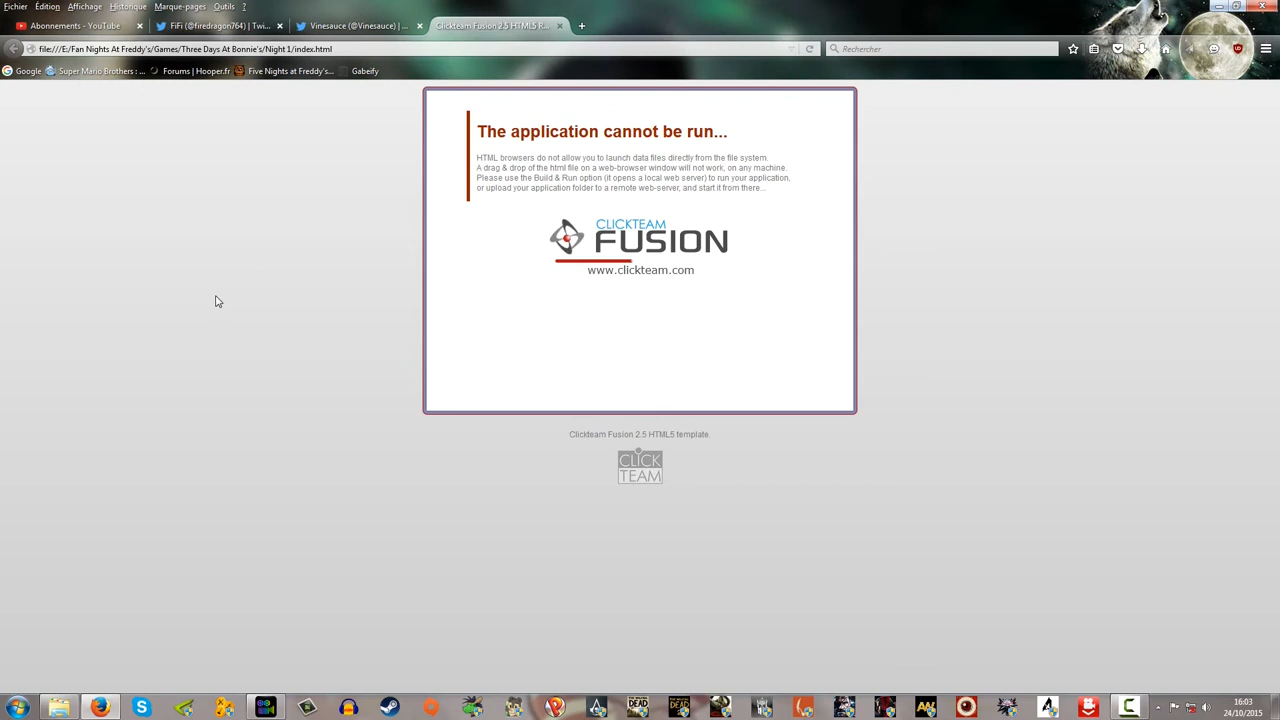 Fichier Édition Affichage Historique Marque-pages Outils ?
Abonnements - YouTube × FiFi (@firedragon764) | Twi... × Vinesauce (@Vinesauce) | ... × Clickteam Fusion 2.5 HTML5 R... × +
file:///E:/Fan Nights At Freddy's/Games/Three Days At Bonnie's/Night 1/index.html Rechercher
Google Super Mario Brothers : ... Forums | Hooper.fr Five Nights at Freddy's... Gabeify
The application cannot be run...
HTML browsers do not allow you to launch data files directly from the file system.
A drag & drop of the html file on a web-browser window will not work, on any machine.
Please use the Build & Run option (it opens a local web server) to run your application,
or upload your application folder to a remote web-server, and start it from there...
CLICKTEAM
FUSION
www.clickteam.com
Clickteam Fusion 2.5 HTML5 template.
CLICK
TEAM
16:03
24/10/2015